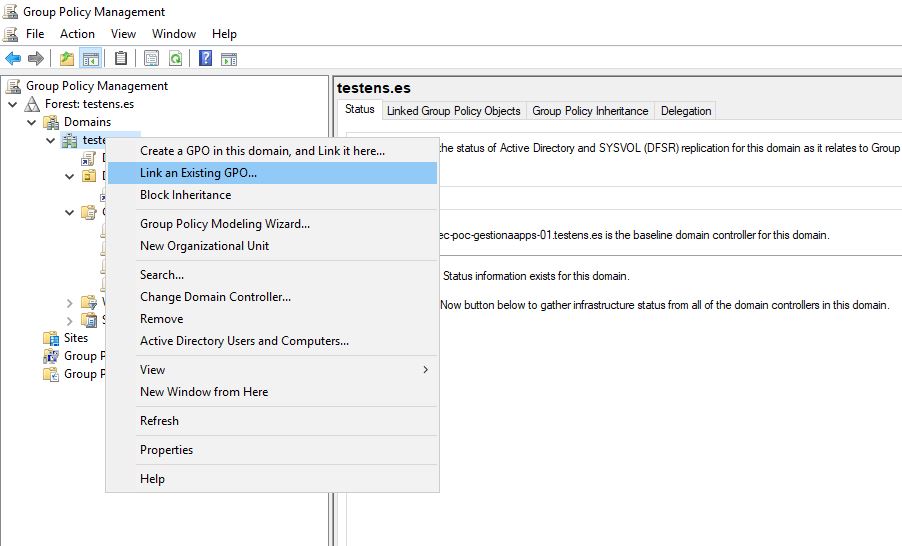 Group Policy Management
File Action View Window Help
Group Policy Management
Forest: testens.es
Domains
Sites
Group P
Group P
Create a GPO in this domain, and Link it here...
Link an Existing GPO...
Block Inheritance
Group Policy Modeling Wizard...
New Organizational Unit
Search...
Change Domain Controller...
Remove
Active Directory Users and Computers...
View
New Window from Here
Refresh
Properties
Help
testens.es
Status Linked Group Policy Objects Group Policy Inheritance Delegation
the status of Active Directory and SYSVOL (DFSR) replication for this domain as it relates to Group
ec-poc-gestionaapps-01.testens.es is the baseline domain controller for this domain.
Status information exists for this domain.
Now button below to gather infrastructure status from all of the domain controllers in this domain.